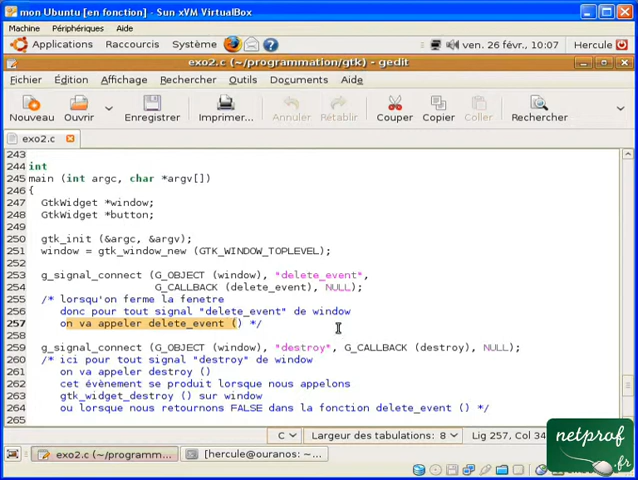 mon Ubuntu [en fonction] - Sun xVM VirtualBox
Machine Périphériques Aide
Applications Raccourcis Système ven. 26 févr., 10:07 Hercule
exo2.c (~/programmation/gtk) - gedit
Fichier Édition Affichage Rechercher Outils Documents Aide
Nouveau Ouvrir Enregistrer Imprimer... Annuler Rétablir Couper Copier Coller Rechercher
exo2.c
243
244 int
245 main (int argc, char *argv[])
246 {
247 GtkWidget *window;
248 GtkWidget *button;
249
250 gtk_init (&argc, &argv);
251 window = gtk_window_new (GTK_WINDOW_TOPLEVEL);
252
253 g_signal_connect (G_OBJECT (window), "delete_event",
254 G_CALLBACK (delete_event), NULL);
255 /* lorsqu'on ferme la fenetre
256 donc pour tout signal "delete_event" de window
257 on va appeler delete_event () */
258
259 g_signal_connect (G_OBJECT (window), "destroy", G_CALLBACK (destroy), NULL);
260 /* ici pour tout signal "destroy" de window
261 on va appeler destroy ()
262 cet évènement se produit lorsque nous appelons
263 gtk_widget_destroy () sur window
264 ou lorsque nous retournons FALSE dans la fonction delete_event () */
265
C Largeur des tabulations: 8 Lig 257, Col 34
exo2.c (~/programm... [hercule@ouranos: ~/...
netprof
.fr